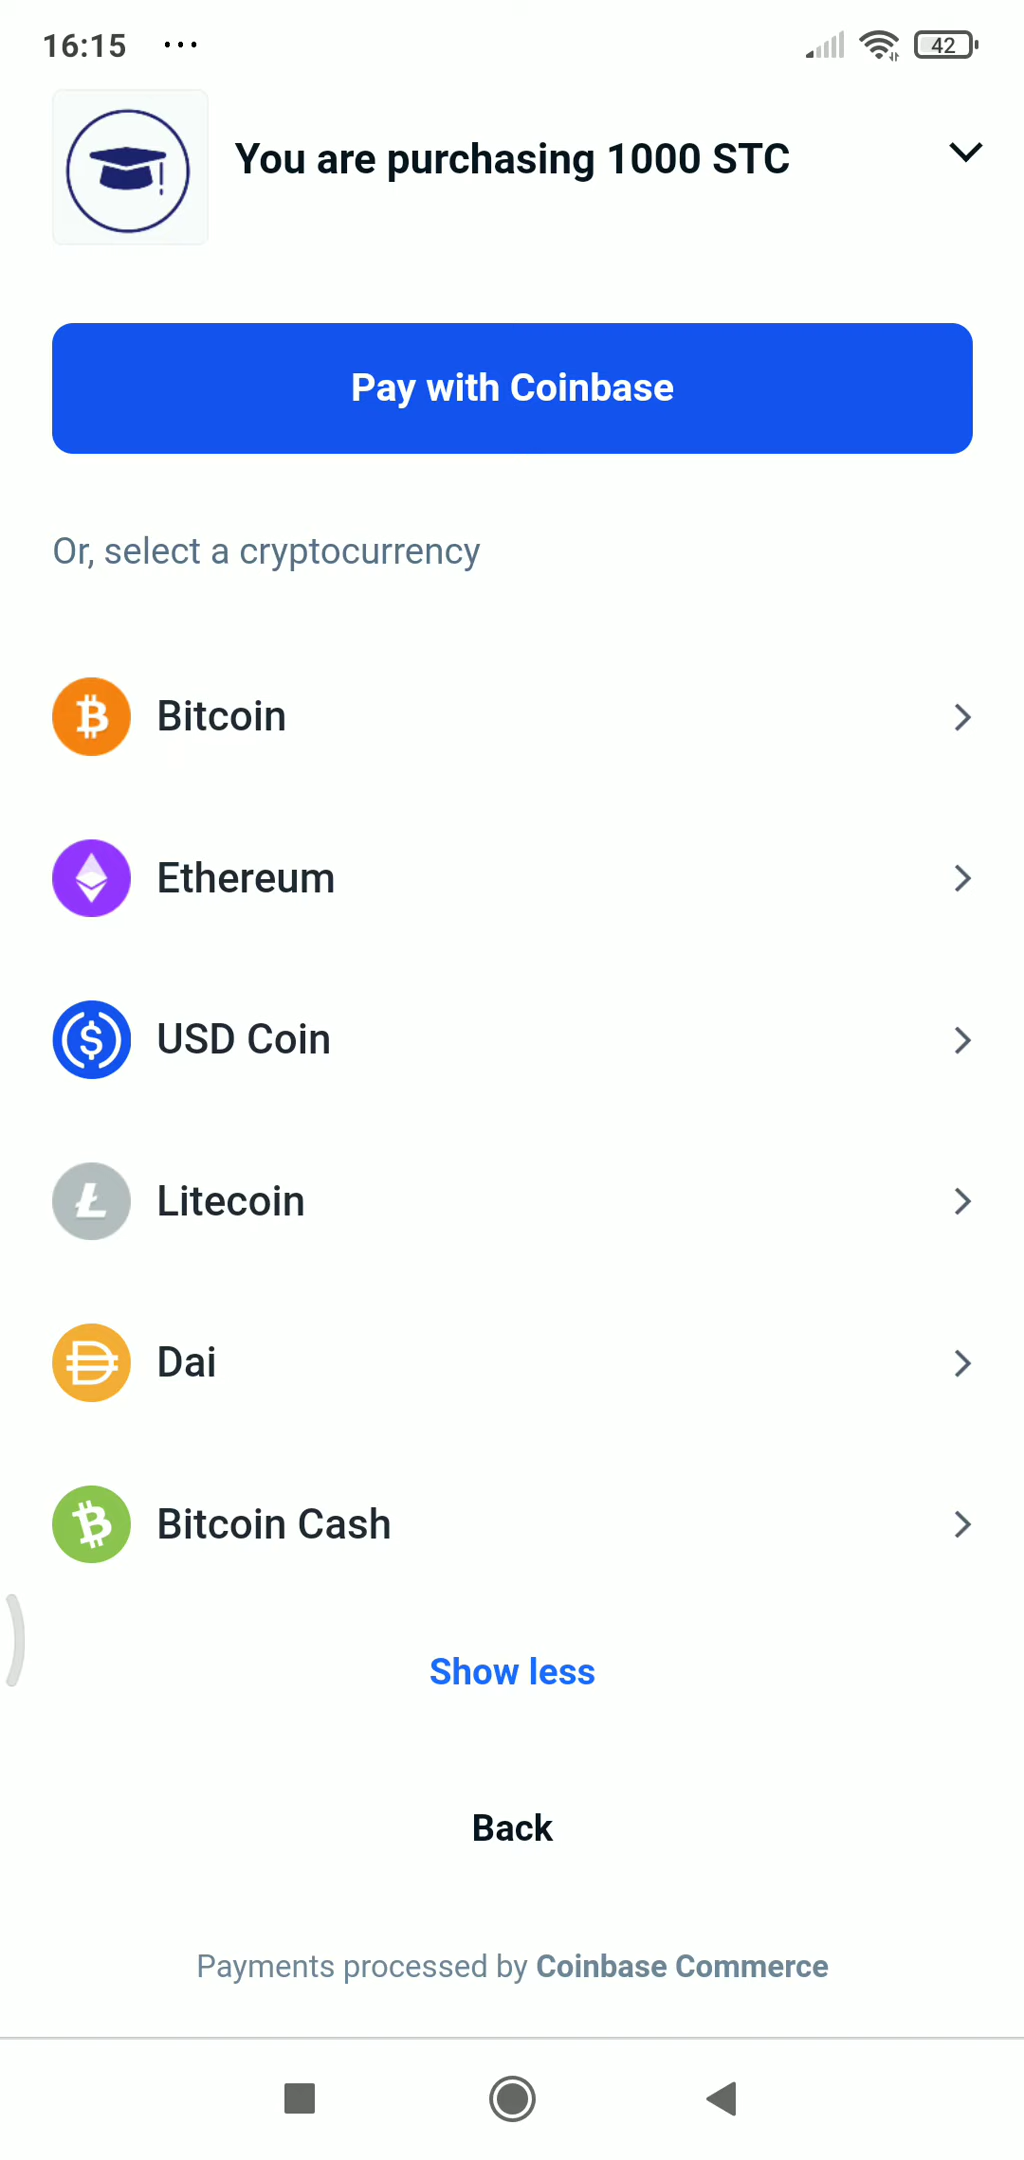 16:15 ...
42
You are purchasing 1000 STC
Pay with Coinbase
Or, select a cryptocurrency
Bitcoin
Ethereum
USD Coin
Litecoin
Dai
Bitcoin Cash
Show less
Back
Payments processed by Coinbase Commerce